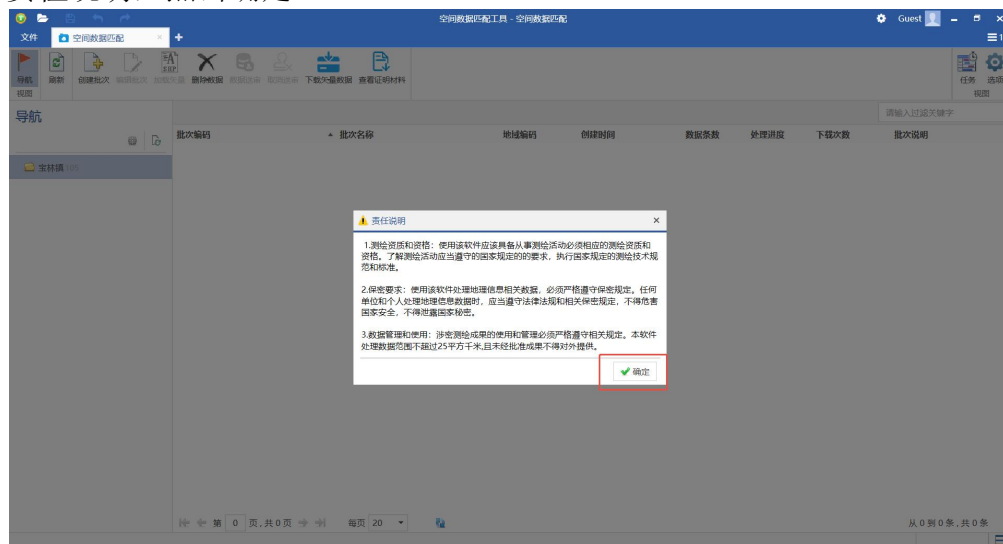 空间数据匹配工具 - 空间数据匹配
Guest
文件
空间数据匹配
导航
刷新
创建批次
编辑批次
删除数据
下载矢量数据
查看证明材料
任务
选项
视图
视图
导航
请输入过滤关键字
批次编码
批次名称
地域编码
创建时间
数据条数
处理进度
下载次数
批次说明
宝林镇
责任说明
1.测绘资质和资格：使用该软件应该具备从事测绘活动必须相应的测绘资质和
资格。了解测绘活动应当遵守的国家规定的的要求，执行国家规定的测绘技术规
范和标准。
2.保密要求：使用该软件处理地理信息相关数据，必须严格遵守保密规定。任何
单位和个人处理地理信息数据时，应当遵守法律法规和相关保密规定，不得危害
国家安全，不得泄露国家秘密。
3.数据管理和使用：涉密测绘成果的使用和管理必须严格遵守相关规定。本软件
处理数据范围不超过25平方千米,且未经批准成果不得对外提供。
确定
第 0 页,共0页
每页 20
从0到0条,共0条